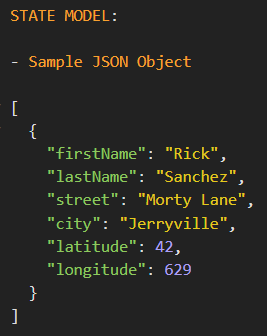 STATE MODEL:
- Sample JSON Object
[
  {
    "firstName": "Rick",
    "lastName": "Sanchez",
    "street": "Morty Lane",
    "city": "Jerryville",
    "latitude": 42,
    "longitude": 629
  }
]